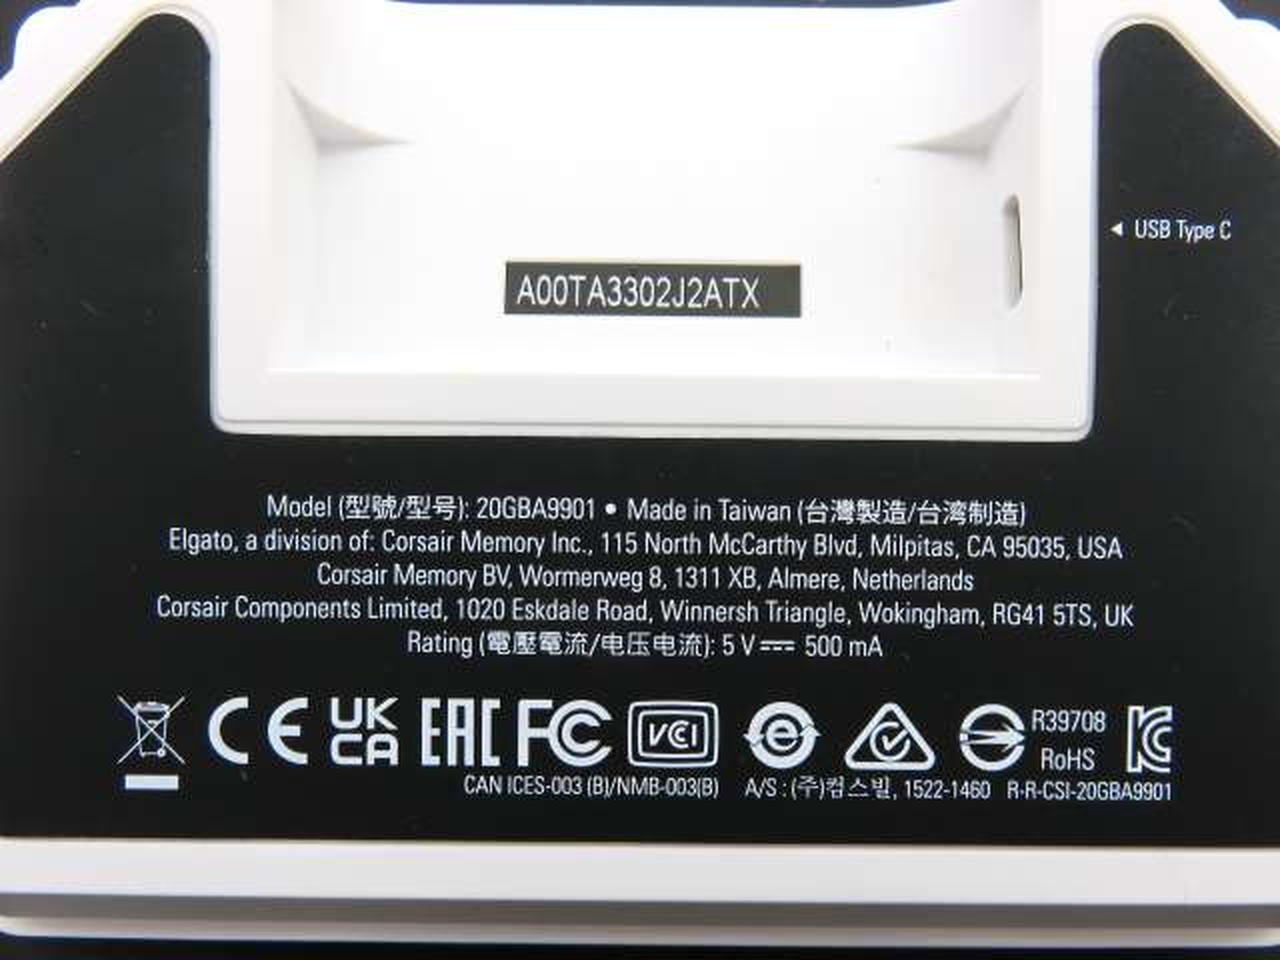 ◄ USB Type C
A00TA3302J2ATX
Model (型號/型号): 20GBA9901 • Made in Taiwan (台灣製造/台湾制造)
Elgato, a division of: Corsair Memory Inc., 115 North McCarthy Blvd, Milpitas, CA 95035, USA
Corsair Memory BV, Wormerweg 8, 1311 XB, Almere, Netherlands
Corsair Components Limited, 1020 Eskdale Road, Winnersh Triangle, Wokingham, RG41 5TS, UK
Rating (電壓電流/电压电流): 5 V ⎓ 500 mA
CE UK CA EAC FC VCI R39708 RoHS KC
CAN ICES-003 (B)/NMB-003(B) A/S : (주)컴스빌, 1522-1460 R-R-CSI-20GBA9901